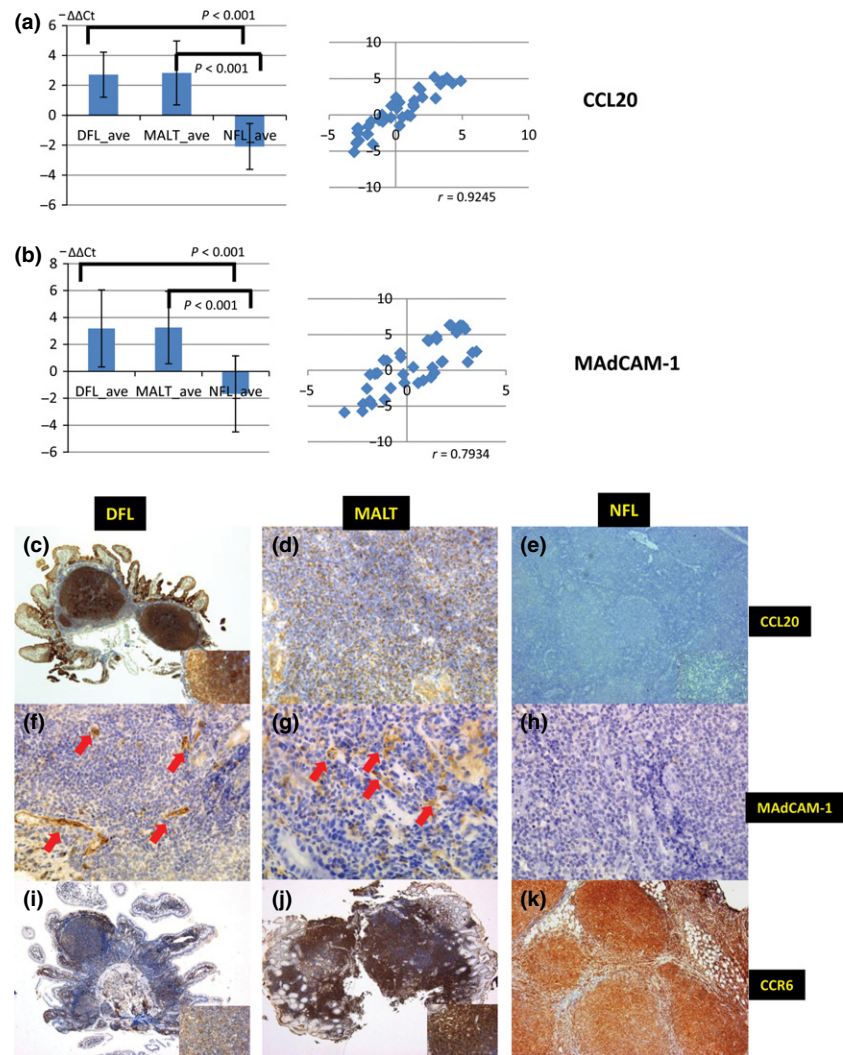 (a)
−ΔΔCt
P < 0.001
P < 0.001
6
4
2
0
−2
−4
−6
DFL_ave MALT_ave NFL_ave
10
5
0
−5
−10
−5 0 5 10
r = 0.9245
CCL20
(b)
−ΔΔCt
P < 0.001
P < 0.001
8
6
4
2
0
−2
−4
−6
DFL_ave MALT_ave NFL_ave
10
5
0
−5
−10
−5 0 5
r = 0.7934
MAdCAM-1
DFL MALT NFL
(c) (d) (e)
CCL20
(f) (g) (h)
MAdCAM-1
(i) (j) (k)
CCR6